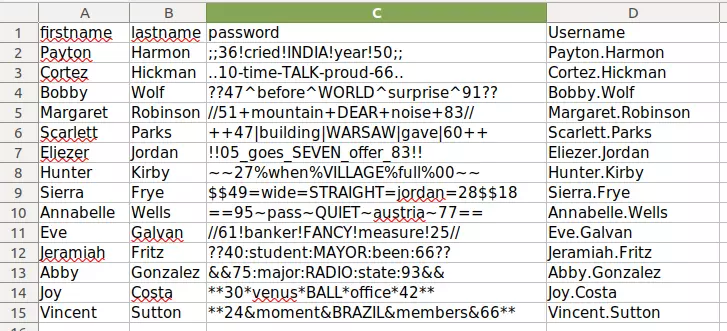 A B C D
1 firstname lastname password Username
2 Payton Harmon ;;36!cried!INDIA!year!50;; Payton.Harmon
3 Cortez Hickman ..10-time-TALK-proud-66.. Cortez.Hickman
4 Bobby Wolf ??47^before^WORLD^surprise^91?? Bobby.Wolf
5 Margaret Robinson //51+mountain+DEAR+noise+83// Margaret.Robinson
6 Scarlett Parks ++47|building|WARSAW|gave|60++ Scarlett.Parks
7 Eliezer Jordan !!05_goes_SEVEN_offer_83!! Eliezer.Jordan
8 Hunter Kirby ~~27%when%VILLAGE%full%00~~ Hunter.Kirby
9 Sierra Frye $$49=wide=STRAIGHT=jordan=28$$18 Sierra.Frye
10 Annabelle Wells ==95~pass~QUIET~austria~77== Annabelle.Wells
11 Eve Galvan //61!banker!FANCY!measure!25// Eve.Galvan
12 Jeramiah Fritz ??40:student:MAYOR:been:66?? Jeramiah.Fritz
13 Abby Gonzalez &&75:major:RADIO:state:93&& Abby.Gonzalez
14 Joy Costa **30*venus*BALL*office*42** Joy.Costa
15 Vincent Sutton **24&moment&BRAZIL&members&66** Vincent.Sutton